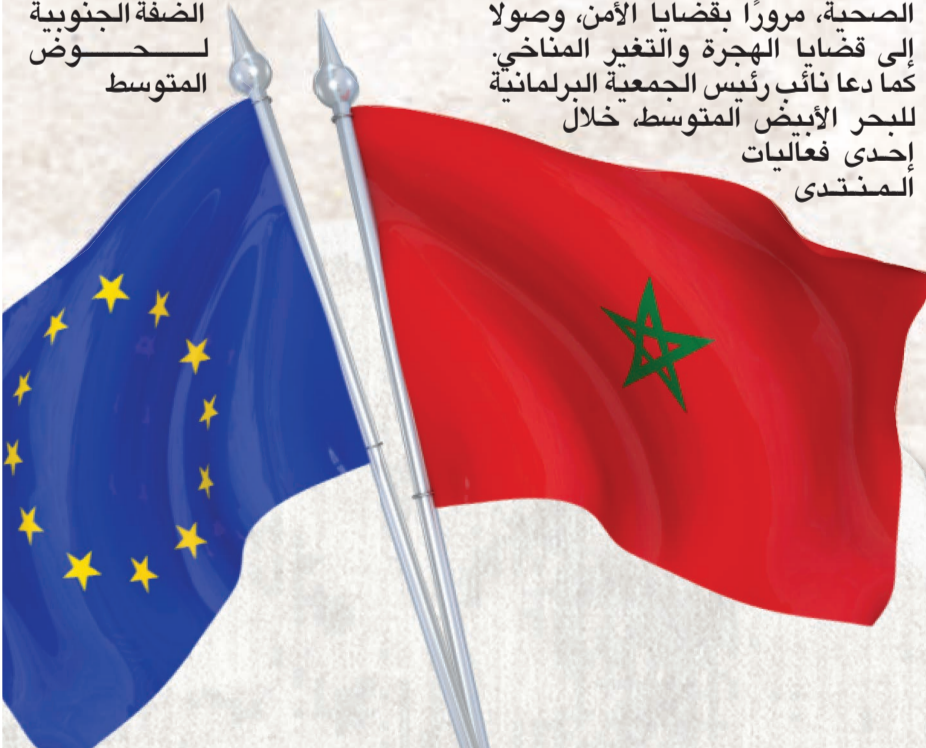 الصحية، مرورًا بقضايا الأمن، وصولا
إلى قضايا الهجرة والتغير المناخي.
كما دعا نائب رئيس الجمعية البرلمانية
للبحر الأبيض المتوسط، خلال
إحدى فعاليات
المنتدى
الضفة الجنوبية
لحوض
المتوسط